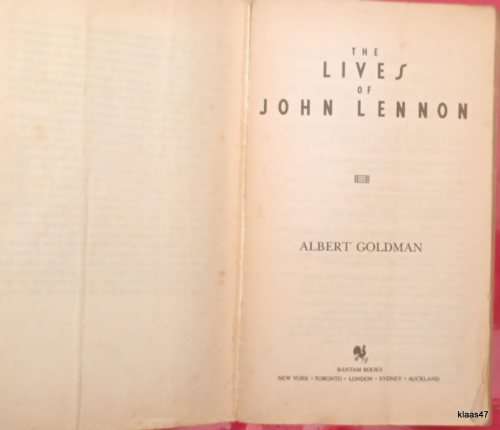 THE
LIVES
OF
JOHN LENNON
ALBERT GOLDMAN
BANTAM BOOKS
NEW YORK • TORONTO • LONDON • SYDNEY • AUCKLAND
klaas47